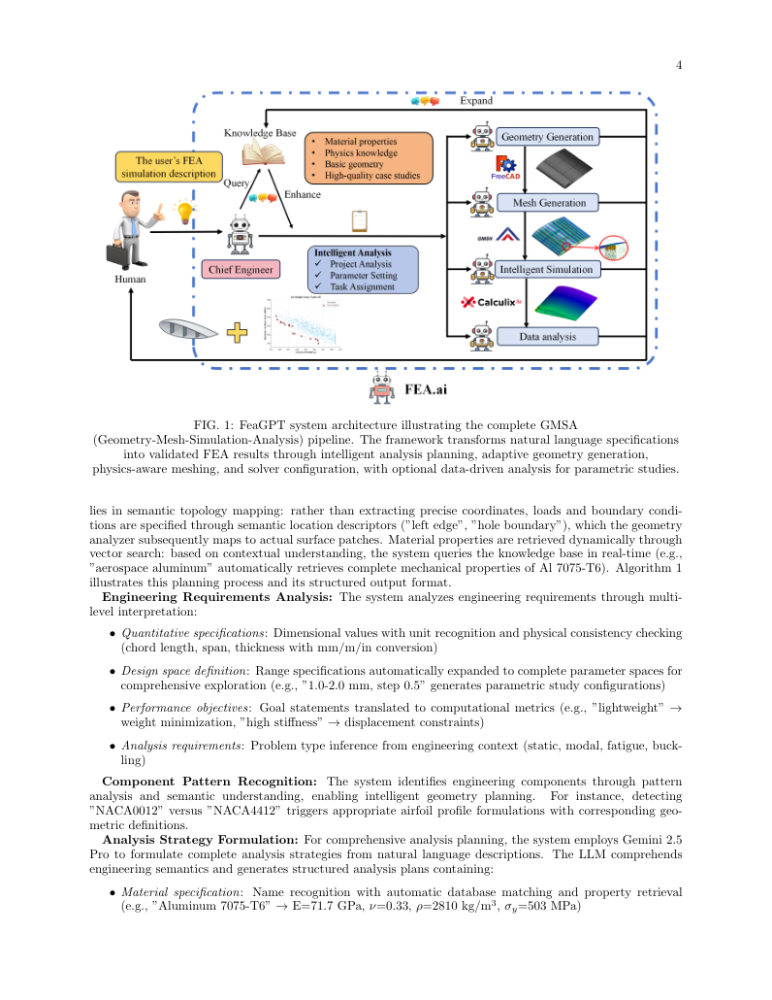 4
Expand
Knowledge Base
• Material properties
• Physics knowledge
• Basic geometry
• High-quality case studies
The user's FEA
simulation description
Query
Enhance
Human
Chief Engineer
Intelligent Analysis
✓ Project Analysis
✓ Parameter Setting
✓ Task Assignment
Geometry Generation
FreeCAD
Mesh Generation
GMSH
Intelligent Simulation
Calculix
Data analysis
FEA.ai
FIG. 1: FeaGPT system architecture illustrating the complete GMSA
(Geometry-Mesh-Simulation-Analysis) pipeline. The framework transforms natural language specifications
into validated FEA results through intelligent analysis planning, adaptive geometry generation,
physics-aware meshing, and solver configuration, with optional data-driven analysis for parametric studies.
lies in semantic topology mapping: rather than extracting precise coordinates, loads and boundary condi-
tions are specified through semantic location descriptors ("left edge", "hole boundary"), which the geometry
analyzer subsequently maps to actual surface patches. Material properties are retrieved dynamically through
vector search: based on contextual understanding, the system queries the knowledge base in real-time (e.g.,
"aerospace aluminum" automatically retrieves complete mechanical properties of Al 7075-T6). Algorithm 1
illustrates this planning process and its structured output format.
Engineering Requirements Analysis: The system analyzes engineering requirements through multi-
level interpretation:
• Quantitative specifications: Dimensional values with unit recognition and physical consistency checking
(chord length, span, thickness with mm/m/in conversion)
• Design space definition: Range specifications automatically expanded to complete parameter spaces for
comprehensive exploration (e.g., "1.0-2.0 mm, step 0.5" generates parametric study configurations)
• Performance objectives: Goal statements translated to computational metrics (e.g., "lightweight" →
weight minimization, "high stiffness" → displacement constraints)
• Analysis requirements: Problem type inference from engineering context (static, modal, fatigue, buck-
ling)
Component Pattern Recognition: The system identifies engineering components through pattern
analysis and semantic understanding, enabling intelligent geometry planning. For instance, detecting
"NACA0012" versus "NACA4412" triggers appropriate airfoil profile formulations with corresponding geo-
metric definitions.
Analysis Strategy Formulation: For comprehensive analysis planning, the system employs Gemini 2.5
Pro to formulate complete analysis strategies from natural language descriptions. The LLM comprehends
engineering semantics and generates structured analysis plans containing:
• Material specification: Name recognition with automatic database matching and property retrieval
(e.g., "Aluminum 7075-T6" → E=71.7 GPa, ν=0.33, ρ=2810 kg/m³, σy=503 MPa)